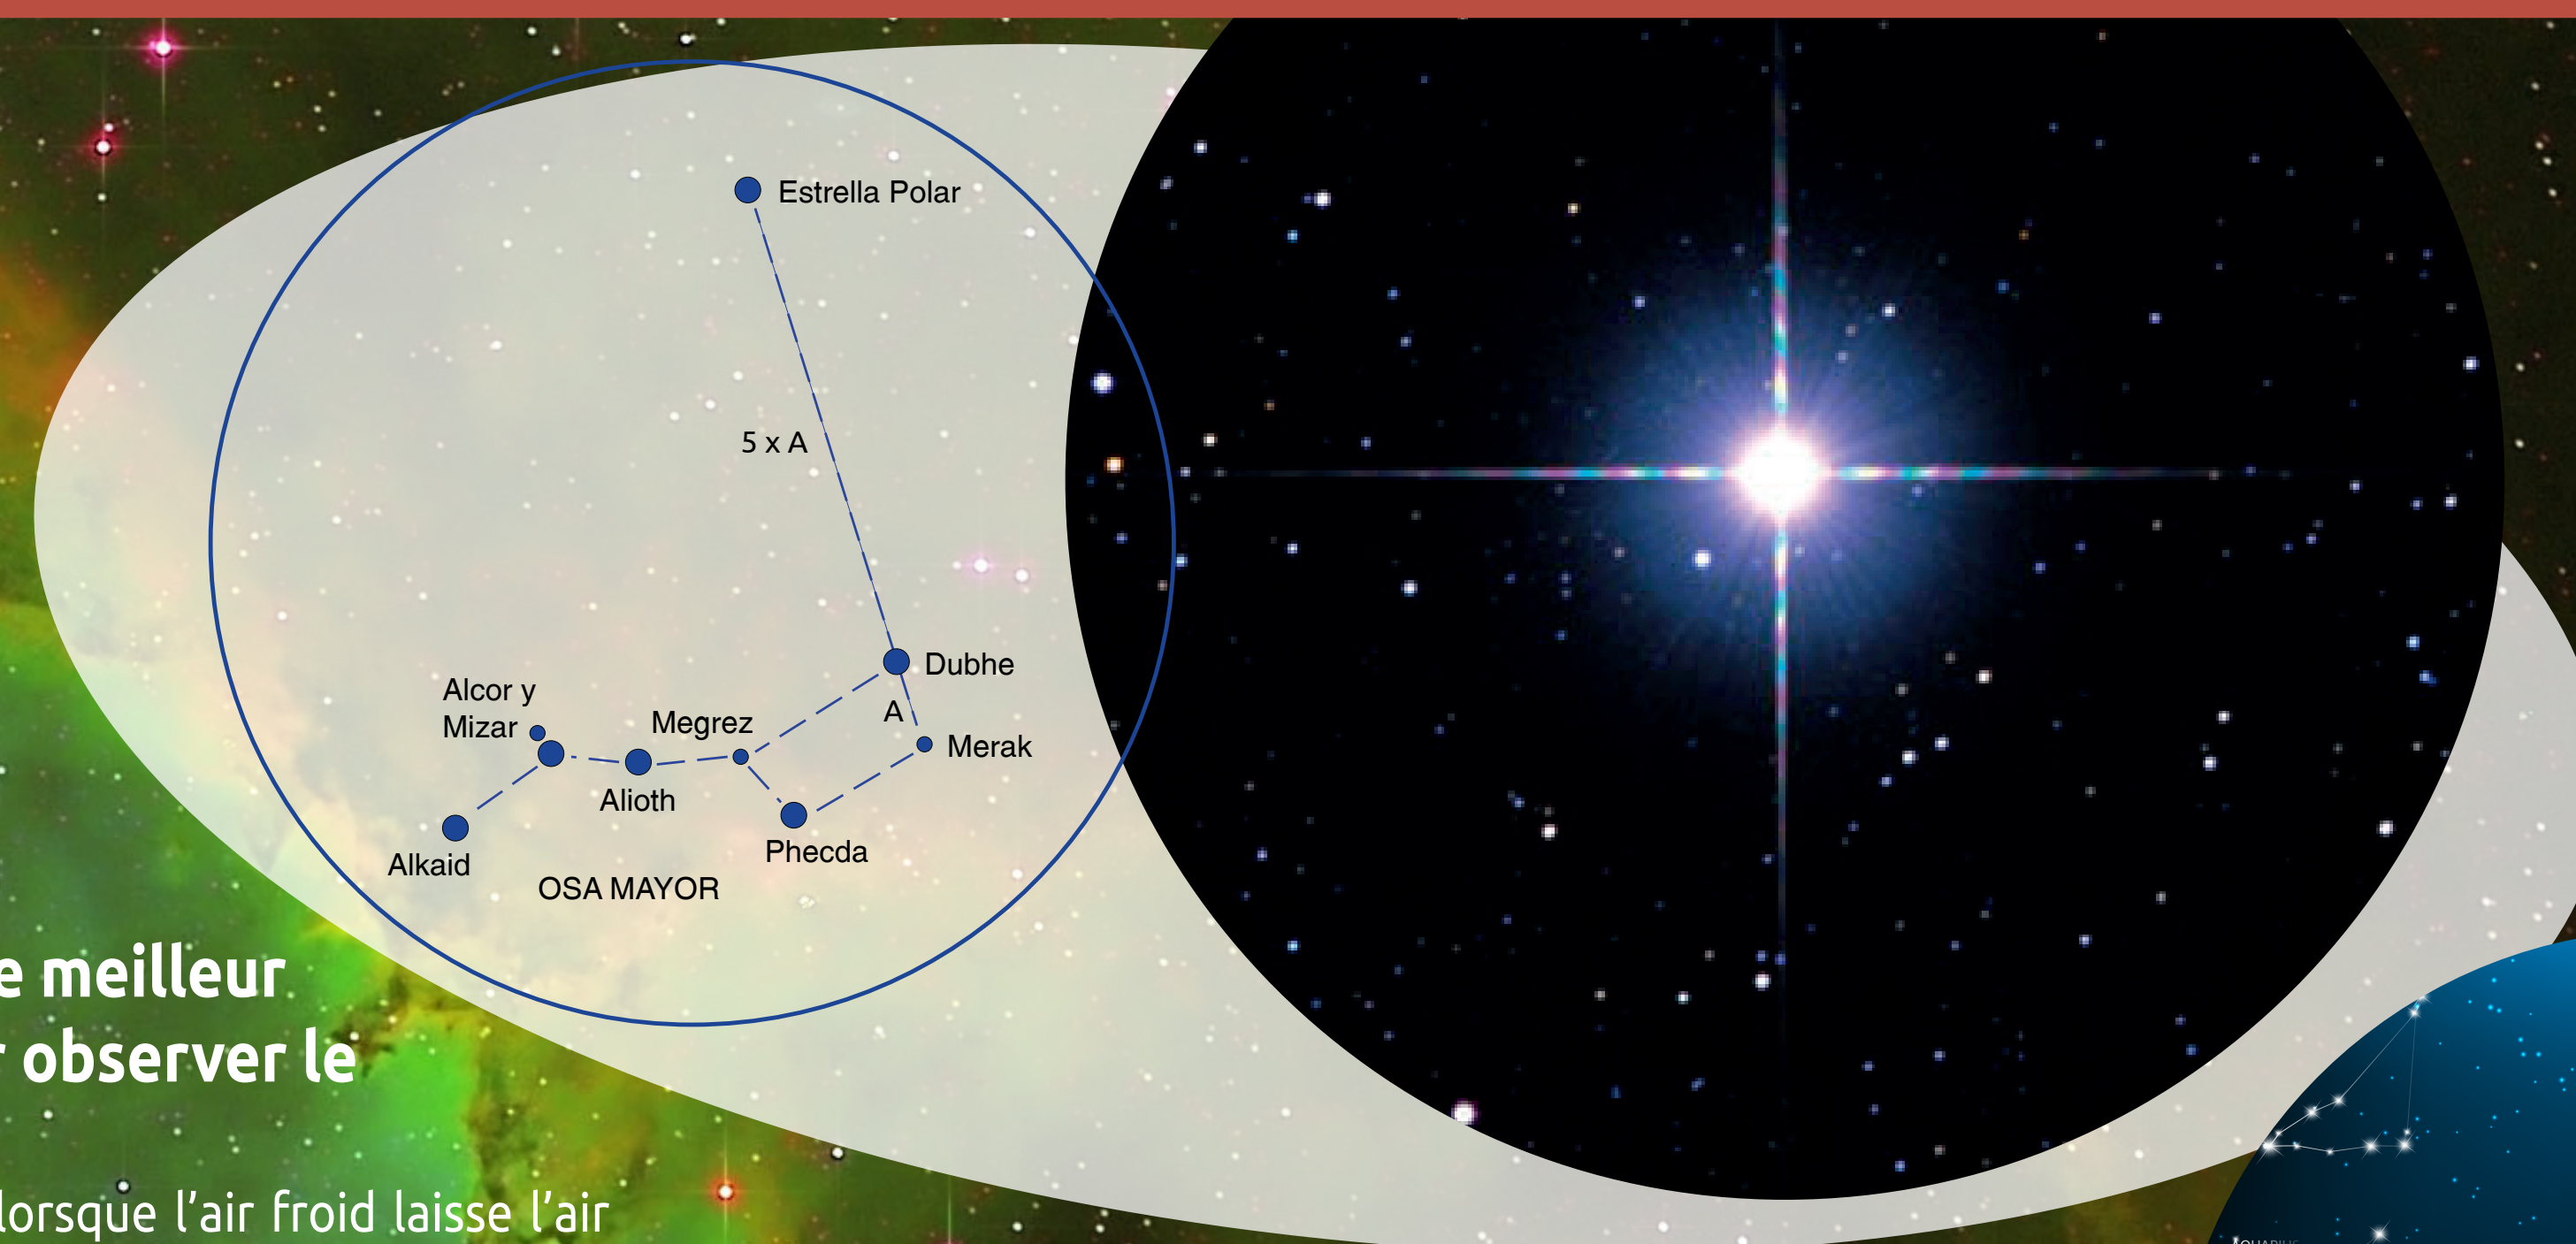 Estrella Polar
5 x A
Dubhe
A
Merak
Alcor y
Mizar
Megrez
Alioth
Phecda
Alkaid
OSA MAYOR
e meilleur
r observer le
lorsque l'air froid laisse l'air